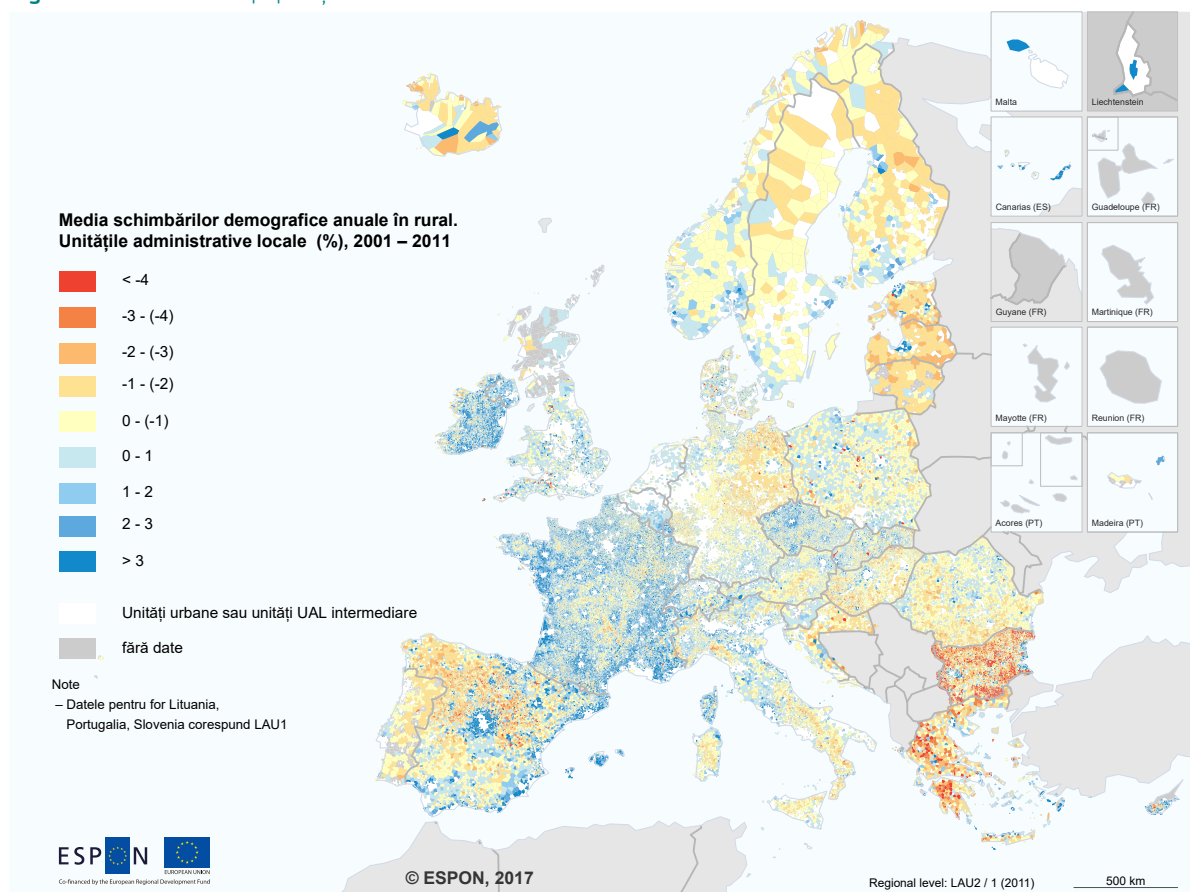 Media schimbărilor demografice anuale în rural.
Unitățile administrative locale (%), 2001 – 2011
< -4
-3 - (-4)
-2 - (-3)
-1 - (-2)
0 - (-1)
0 - 1
1 - 2
2 - 3
> 3
Unități urbane sau unități UAL intermediare
fără date
Note
– Datele pentru for Lituania,
Portugalia, Slovenia corespund LAU1
Malta
Liechtenstein
Canarias (ES)
Guadeloupe (FR)
Guyane (FR)
Martinique (FR)
Mayotte (FR)
Reunion (FR)
Acores (PT)
Madeira (PT)
ESPON
EUROPEAN UNION
Co-financed by the European Regional Development Fund
© ESPON, 2017
Regional level: LAU2 / 1 (2011)
500 km